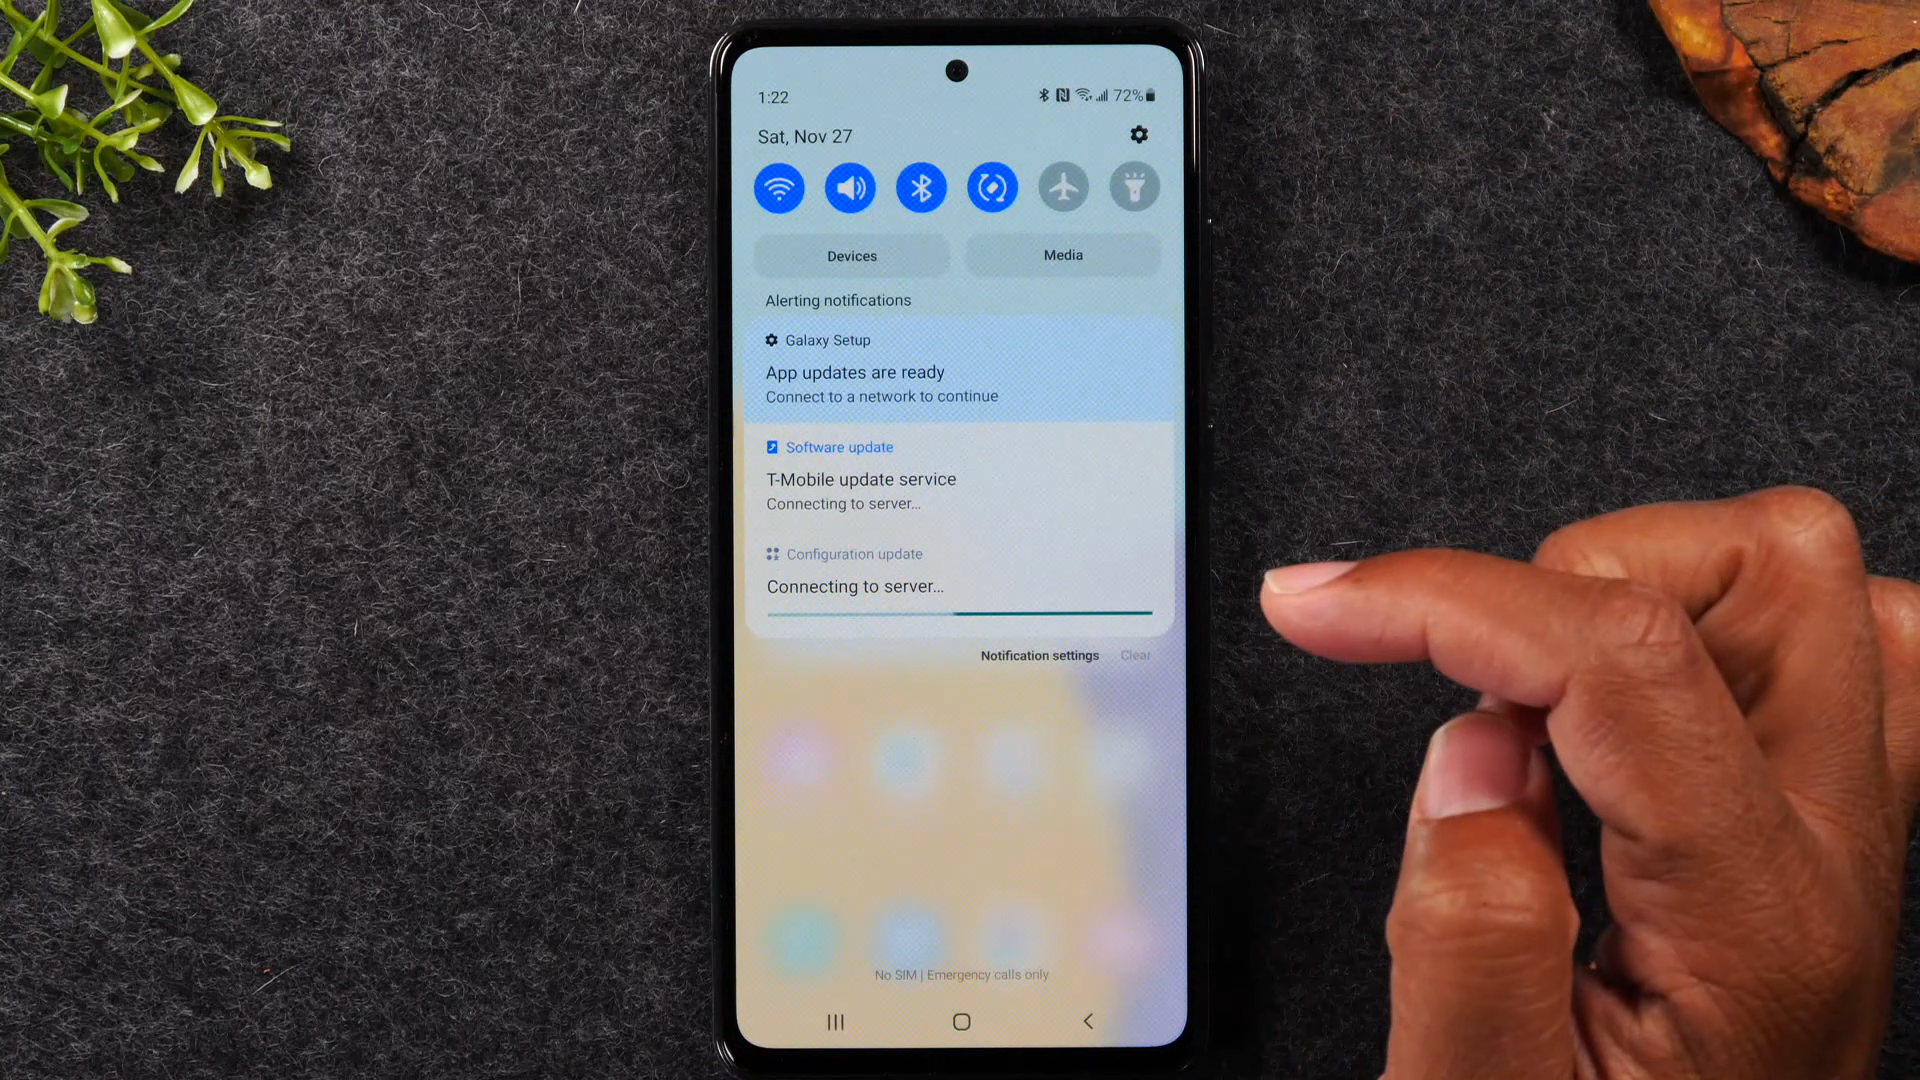 1:22
72%
Sat, Nov 27
Devices
Media
Alerting notifications
Galaxy Setup
App updates are ready
Connect to a network to continue
Software update
T-Mobile update service
Connecting to server...
Configuration update
Connecting to server...
Notification settings
Clear
No SIM | Emergency calls only